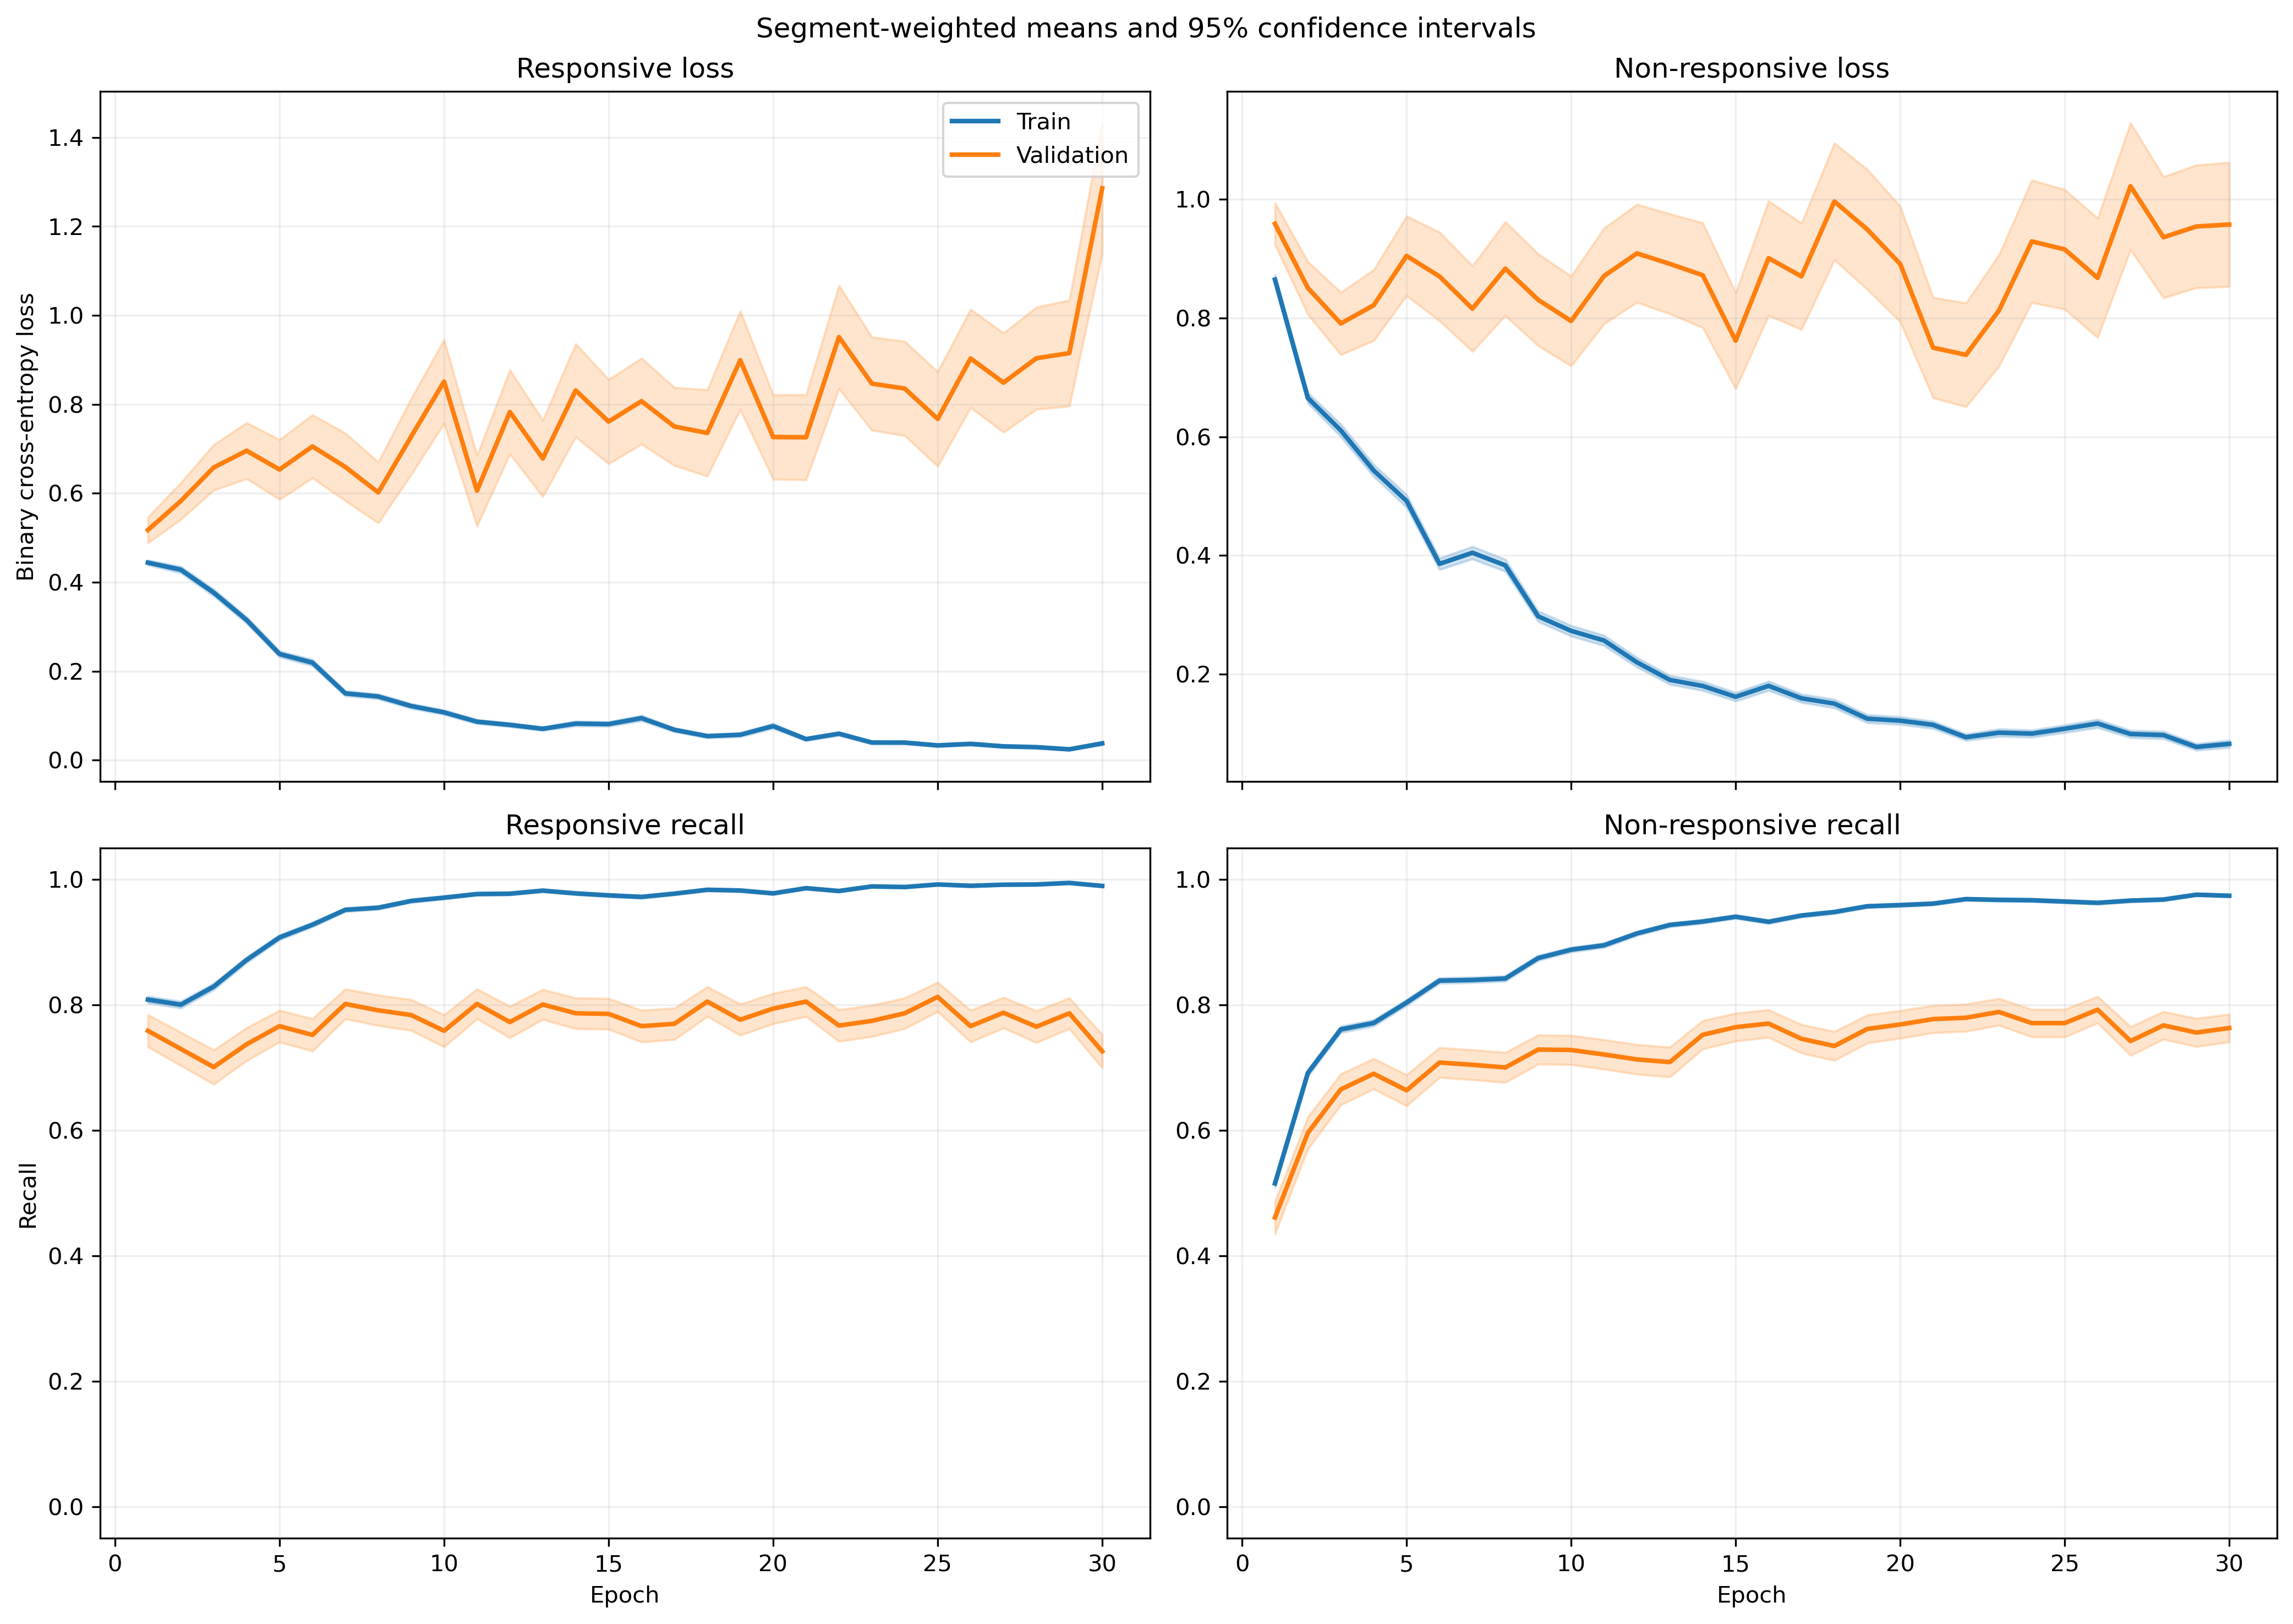 Segment-weighted means and 95% confidence intervals
Responsive loss
Non-responsive loss
Train
Validation
Binary cross-entropy loss
1.4
1.2
1.0
0.8
0.6
0.4
0.2
0.0
1.0
0.8
0.6
0.4
0.2
Responsive recall
Non-responsive recall
Recall
1.0
0.8
0.6
0.4
0.2
0.0
0 5 10 15 20 25 30
Epoch
1.0
0.8
0.6
0.4
0.2
0.0
0 5 10 15 20 25 30
Epoch